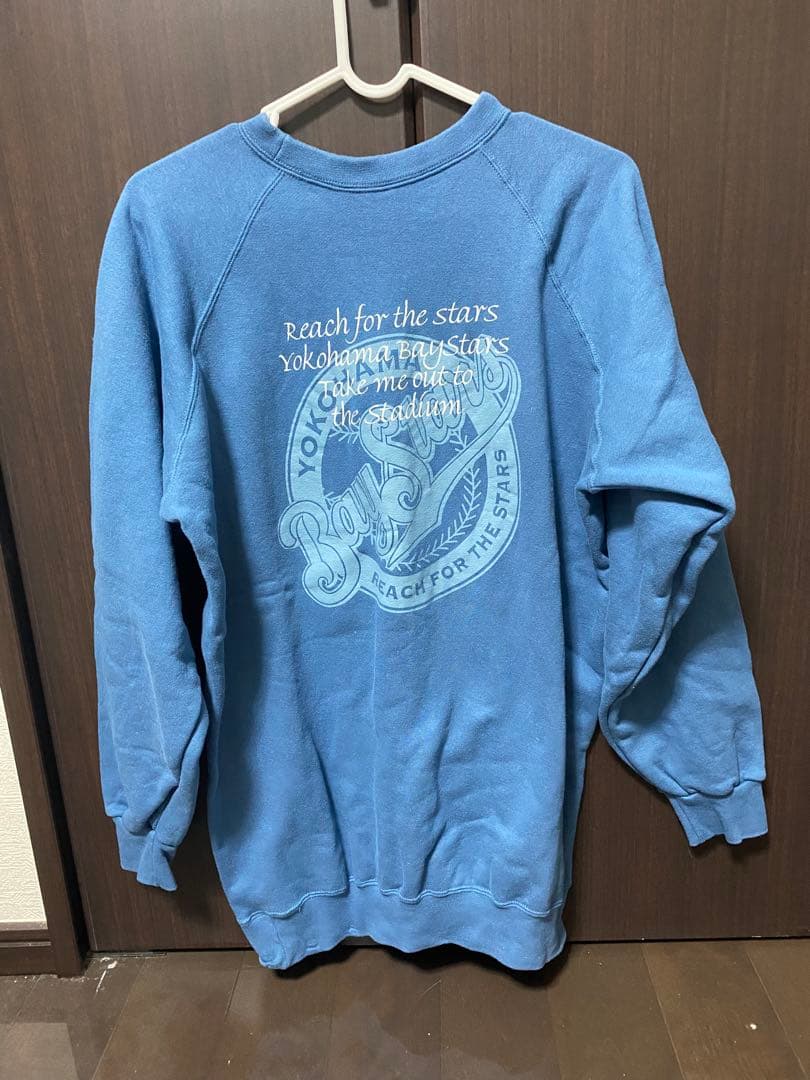 Reach for the stars
Yokohama BayStars
Take me out to
the Stadium
YOKOHAMA
BayStars
REACH FOR THE STARS